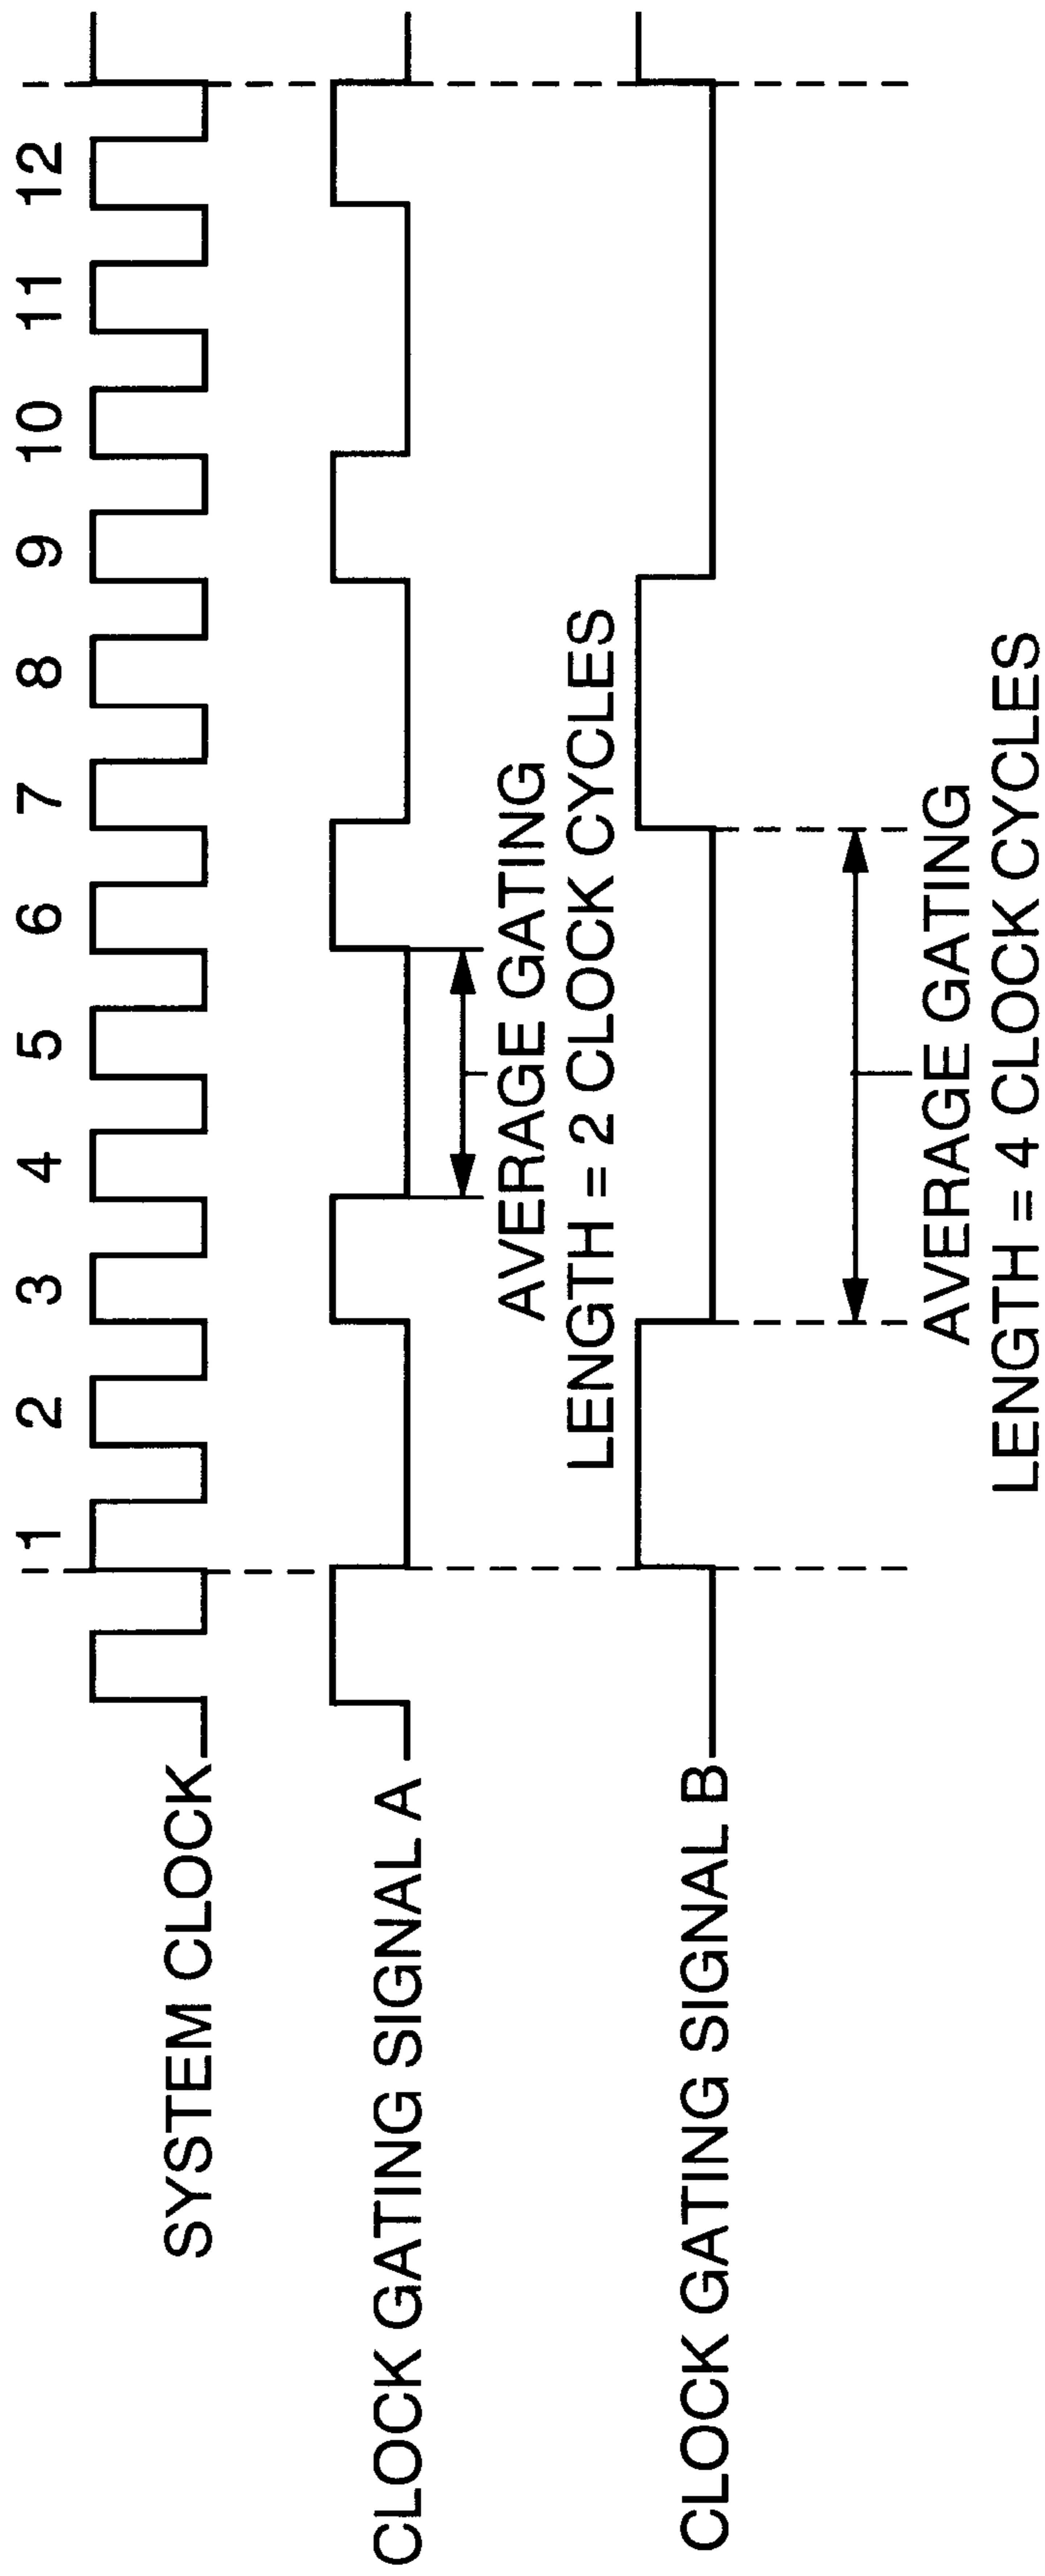 1 2 3 4 5 6 7 8 9 10 11 12
SYSTEM CLOCK
CLOCK GATING SIGNAL A
AVERAGE GATING
LENGTH = 2 CLOCK CYCLES
CLOCK GATING SIGNAL B
AVERAGE GATING
LENGTH = 4 CLOCK CYCLES